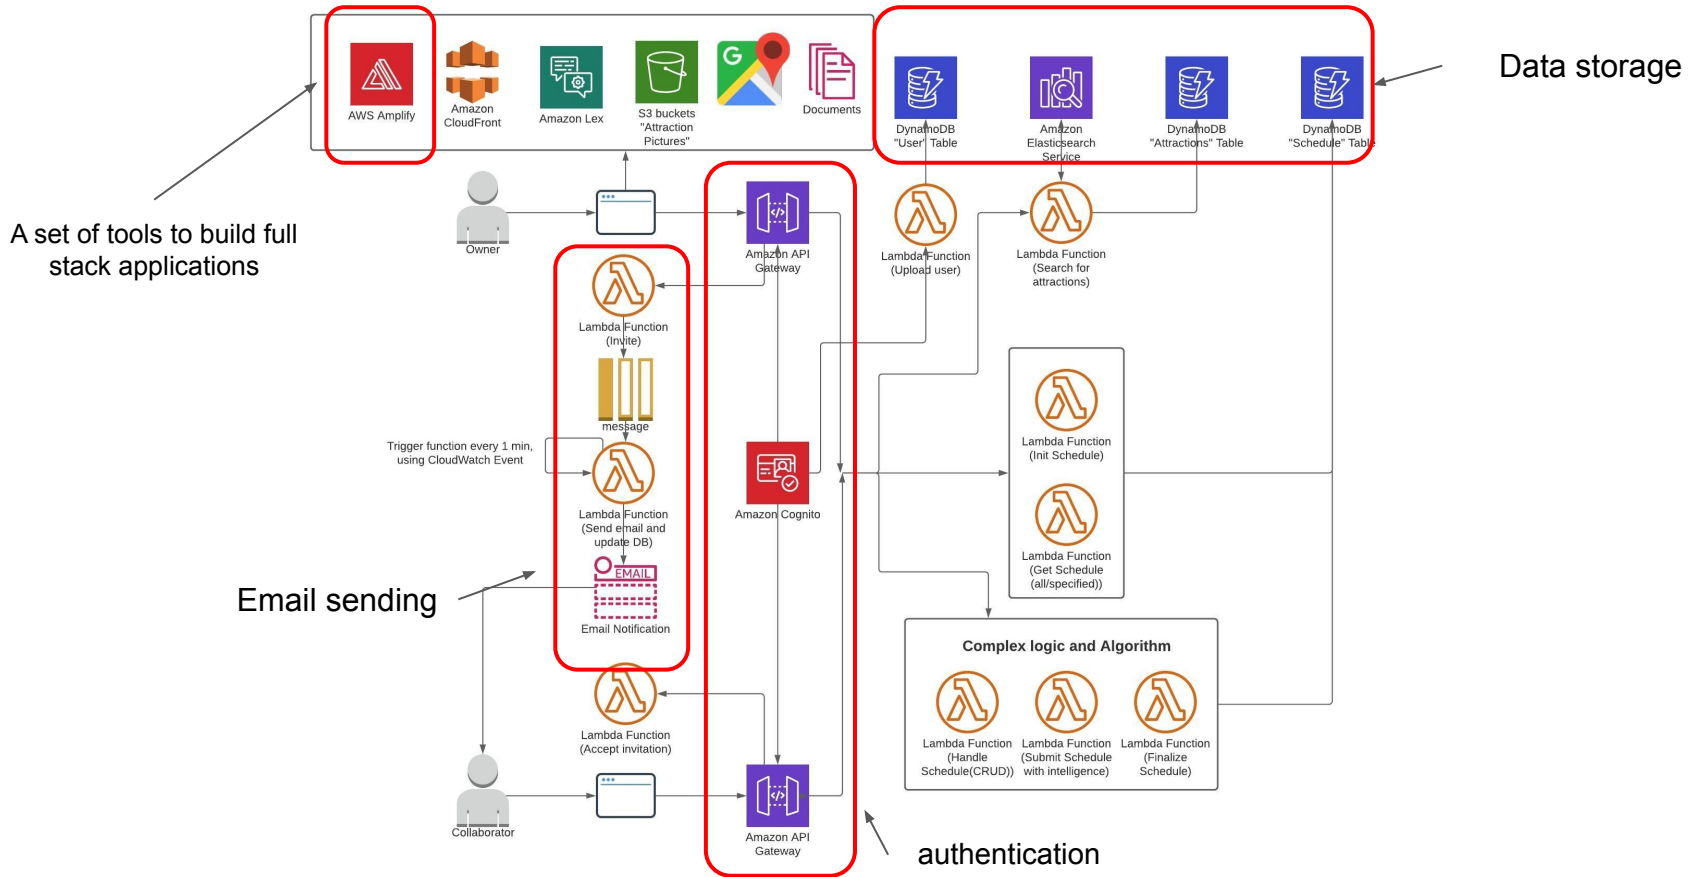 AWS Amplify
Amazon
CloudFront
Amazon Lex
S3 buckets
"Attraction
Pictures"
G
Documents
DynamoDB
"User" Table
Amazon
Elasticsearch
Service
DynamoDB
"Attractions" Table
DynamoDB
"Schedule" Table
Data storage
A set of tools to build full
stack applications
Owner
Amazon API
Gateway
Lambda Function
(Upload user)
Lambda Function
(Search for
attractions)
Lambda Function
(Invite)
message
Trigger function every 1 min,
using CloudWatch Event
Lambda Function
(Send email and
update DB)
EMAIL
Email Notification
Email sending
Amazon Cognito
Lambda Function
(Init Schedule)
Lambda Function
(Get Schedule
(all/specified))
Complex logic and Algorithm
Lambda Function
(Handle
Schedule(CRUD))
Lambda Function
(Submit Schedule
with intelligence)
Lambda Function
(Finalize
Schedule)
Lambda Function
(Accept invitation)
Collaborator
Amazon API
Gateway
authentication